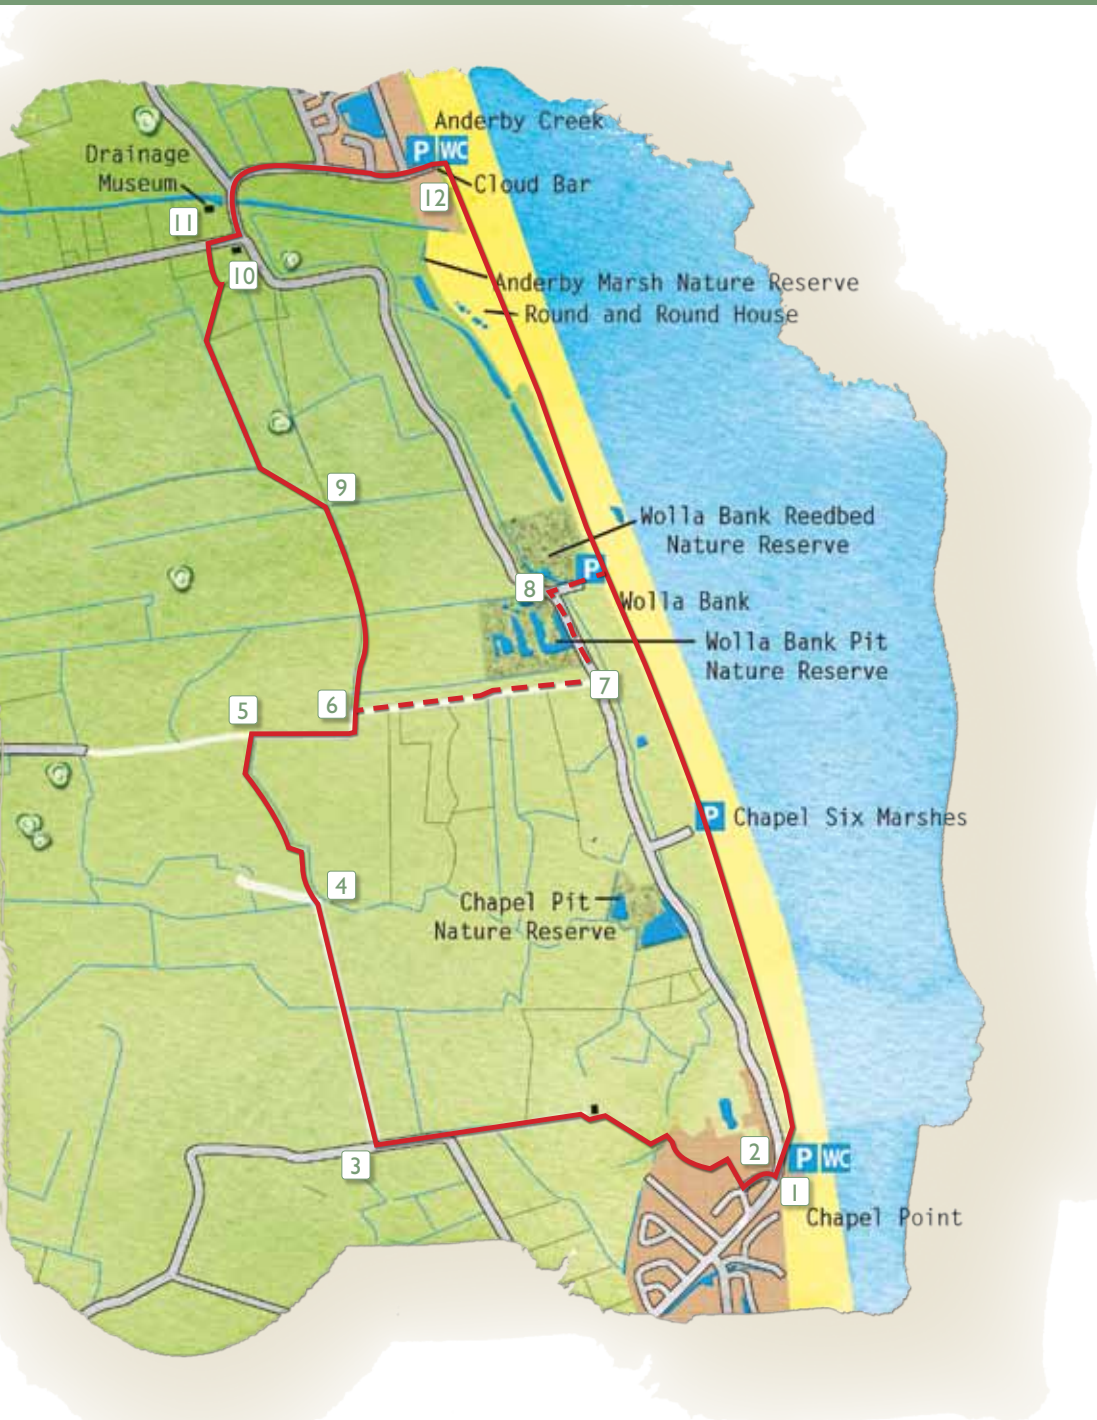 Anderby Creek
P WC
Drainage
Museum
Cloud Bar
12
11
10
Anderby Marsh Nature Reserve
Round and Round House
9
Wolla Bank Reedbed
Nature Reserve
P
8
Wolla Bank
Wolla Bank Pit
Nature Reserve
7
6
5
P
Chapel Six Marshes
4
Chapel Pit
Nature Reserve
2
P WC
3
1
Chapel Point